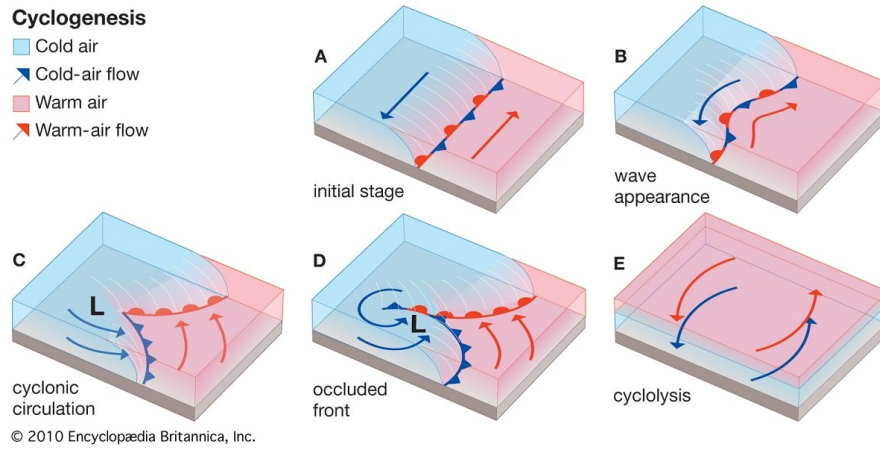 Cyclogenesis
Cold air
Cold-air flow
Warm air
Warm-air flow
A
initial stage
B
wave
appearance
C
L
cyclonic
circulation
D
L
occluded
front
E
cyclolysis
© 2010 Encyclopædia Britannica, Inc.